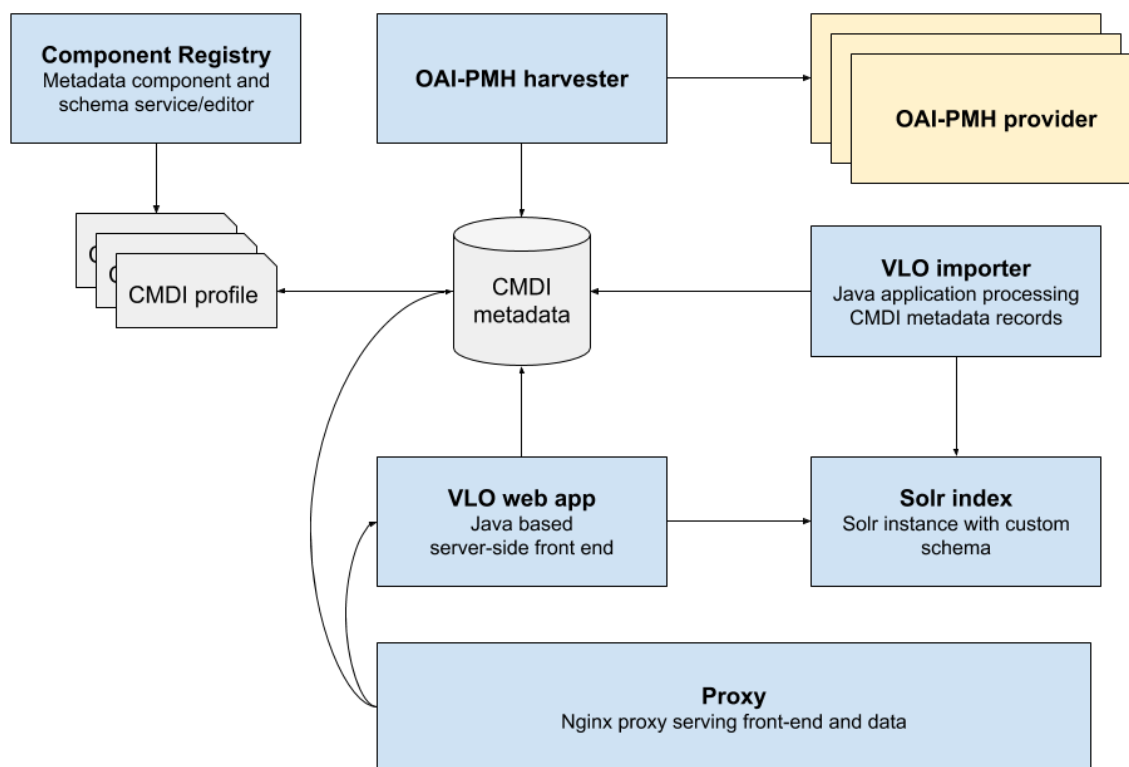 Component Registry
Metadata component and
schema service/editor
OAI-PMH harvester
OAI-PMH provider
C
C
CMDI profile
CMDI
metadata
VLO importer
Java application processing
CMDI metadata records
VLO web app
Java based
server-side front end
Solr index
Solr instance with custom
schema
Proxy
Nginx proxy serving front-end and data